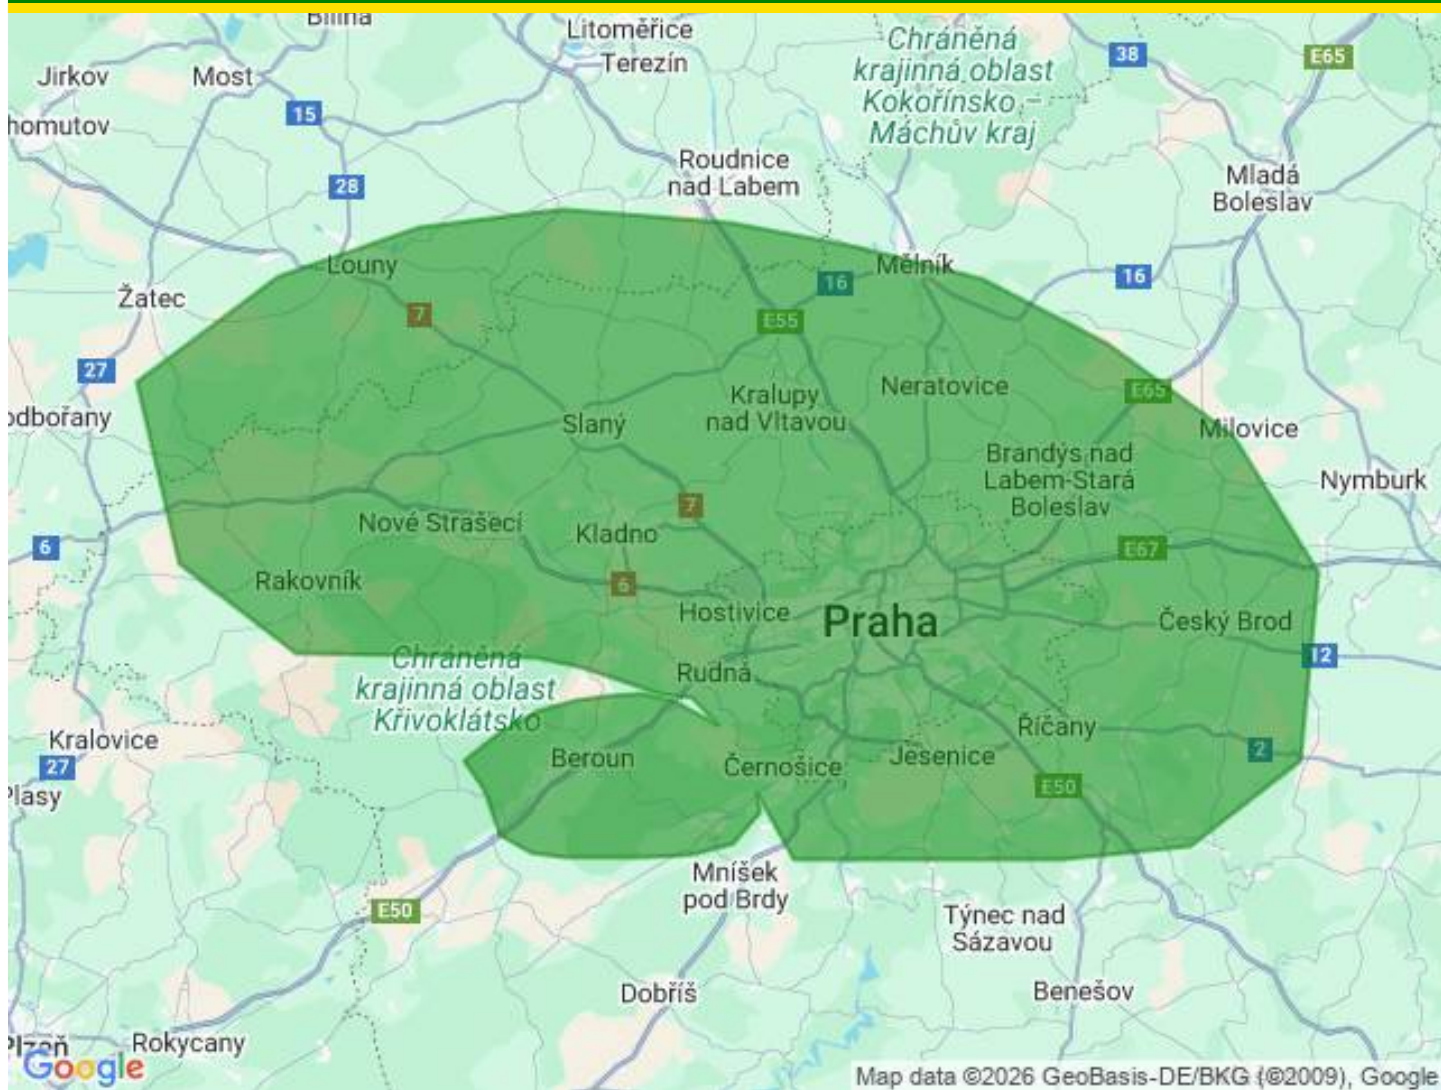 Bílina
Litoměřice
Terezín
Chráněná
krajinná oblast
Kokořínsko –
Máchův kraj
38
E65
Jirkov
Most
15
homutov
28
Roudnice
nad Labem
Mladá
Boleslav
Louny
Mělník
16
16
Žatec
7
E55
27
Kralupy
nad Vltavou
Neratovice
E65
odbořany
Slaný
Milovice
Brandýs nad
Labem-Stará
Boleslav
Nymburk
7
Nové Strašecí
Kladno
6
E67
Rakovník
6
Hostivice
Praha
Český Brod
12
Chráněná
krajinná oblast
Křivoklátsko
Rudná
Říčany
Kralovice
27
Beroun
Černošice
Jesenice
2
Plasy
E50
Mníšek
pod Brdy
E50
Týnec nad
Sázavou
Dobříš
Benešov
Plzeň
Rokycany
Google
Map data ©2026 GeoBasis-DE/BKG (©2009), Google